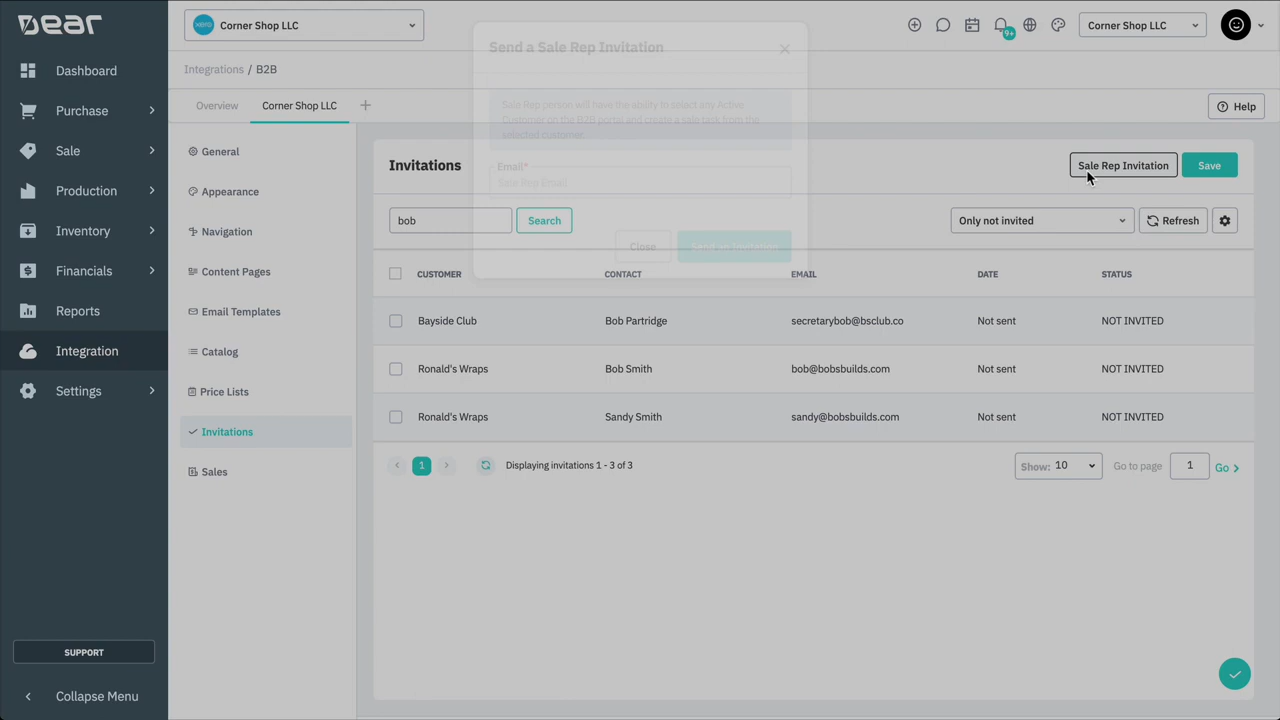 Dear
Corner Shop LLC
9+
Corner Shop LLC
Dashboard
Purchase
Sale
Production
Inventory
Financials
Reports
Integration
Settings
SUPPORT
Collapse Menu
Integrations / B2B
Overview
Corner Shop LLC
Help
General
Appearance
Navigation
Content Pages
Email Templates
Catalog
Price Lists
Invitations
Sales
Invitations
Sale Rep Invitation
Save
bob
Search
Only not invited
Refresh
CUSTOMER CONTACT EMAIL DATE STATUS
Bayside Club Bob Partridge secretarybob@bsclub.co Not sent NOT INVITED
Ronald's Wraps Bob Smith bob@bobsbuilds.com Not sent NOT INVITED
Ronald's Wraps Sandy Smith sandy@bobsbuilds.com Not sent NOT INVITED
1
Displaying invitations 1 - 3 of 3
Show: 10
Go to page
1
Go
Send a Sale Rep Invitation
Sale Rep person will have the ability to select any Active
Customer on the B2B portal and create a sale task from the
selected customer.
Email*
Sale Rep Email
Close
Send an Invitation